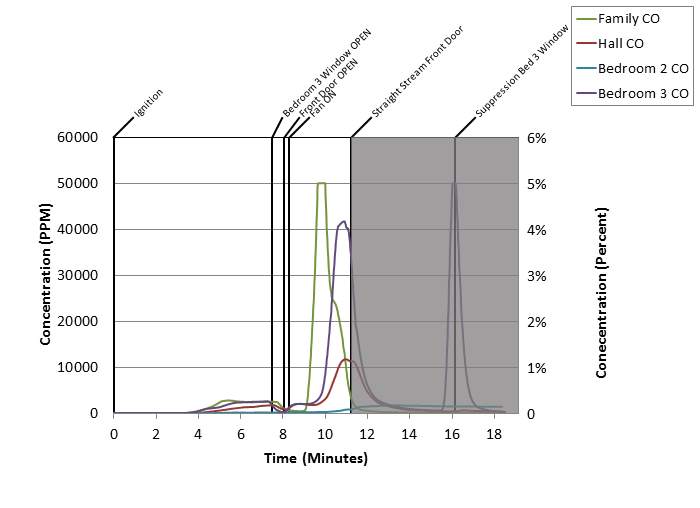 Family CO
Hall CO
Bedroom 2 CO
Bedroom 3 CO
Ignition
Bedroom 3 Window OPEN
Front Door OPEN
Fan ON
Straight Stream Front Door
Suppression Bed 3 Window
60000
50000
40000
30000
20000
10000
0
6%
5%
4%
3%
2%
1%
0
Concentration (PPM)
Conecentration (Percent)
0 2 4 6 8 10 12 14 16 18
Time (Minutes)